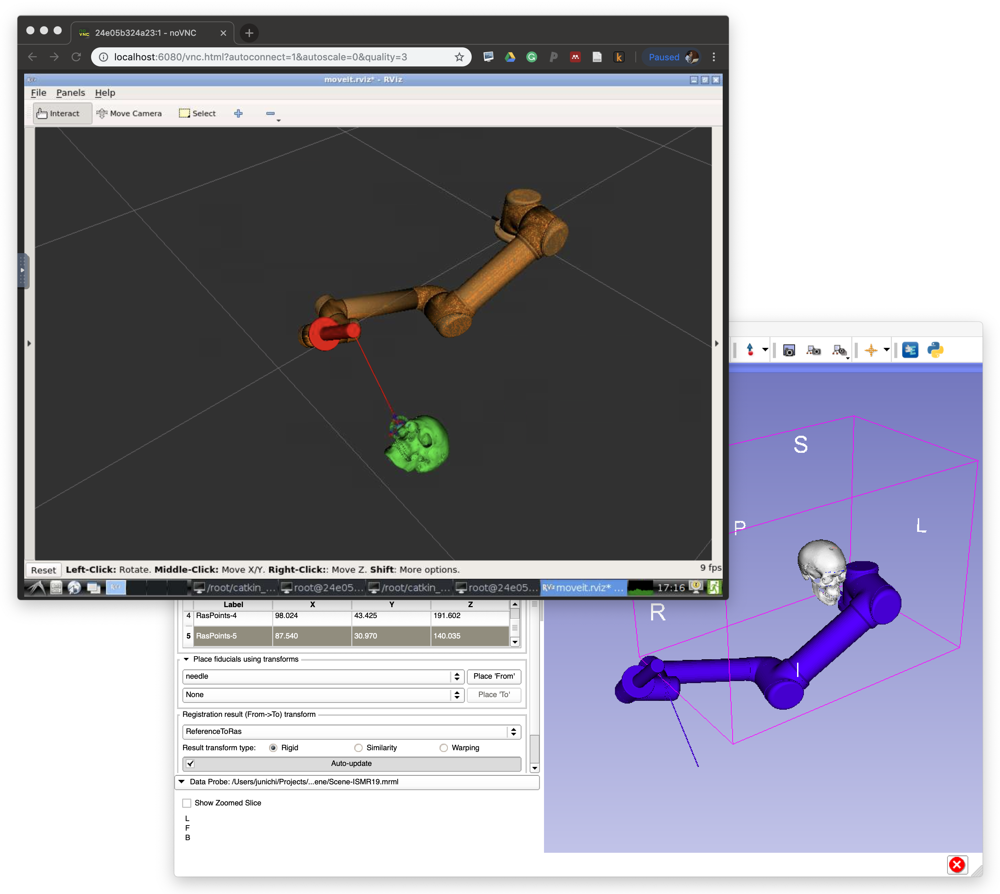 24e05b324a23:1 - noVNC
localhost:6080/vnc.html?autoconnect=1&autoscale=0&quality=3
Paused
moveit.rviz* - RViz
File Panels Help
Interact Move Camera Select
Reset Left-Click: Rotate. Middle-Click: Move X/Y. Right-Click:: Move Z. Shift: More options. 9 fps
/root/catkin_... root@24e05... /root/catkin_... root@24e05... moveit.rviz* ... 17:16
S
P
L
R
I
Label X Y Z
4 RasPoints-4 98.024 43.425 191.602
5 RasPoints-5 87.540 30.970 140.035
Place fiducials using transforms
needle Place 'From'
None Place 'To'
Registration result (From->To) transform
ReferenceToRas
Result transform type: Rigid Similarity Warping
Auto-update
Data Probe: /Users/junichi/Projects/...ene/Scene-ISMR19.mrml
Show Zoomed Slice
L
F
B